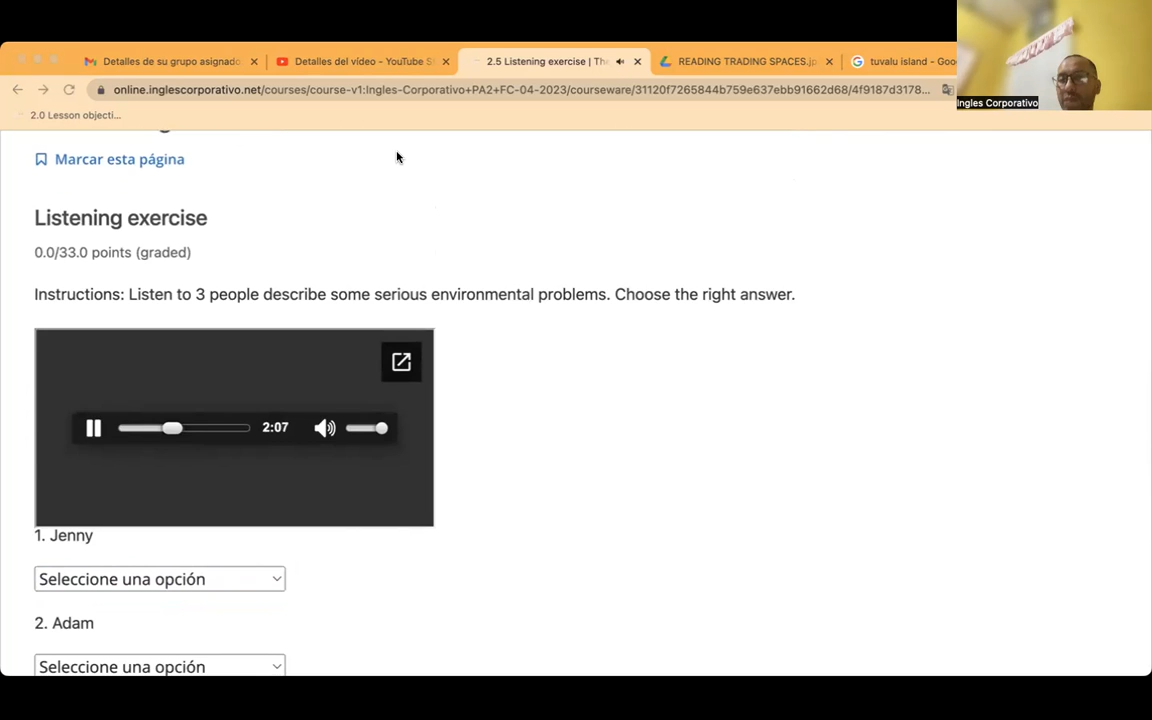 Detalles de su grupo asignado
Detalles del vídeo - YouTube S
2.5 Listening exercise | The
READING TRADING SPACES.jp
tuvalu island - Goo
online.inglescorporativo.net/courses/course-v1:Ingles-Corporativo+PA2+FC-04-2023/courseware/31120f7265844b759e637ebb91662d68/4f9187d3178...
Ingles Corporativo
2.0 Lesson objecti...
Marcar esta página
Listening exercise
0.0/33.0 points (graded)
Instructions: Listen to 3 people describe some serious environmental problems. Choose the right answer.
2:07
1. Jenny
Seleccione una opción
2. Adam
Seleccione una opción